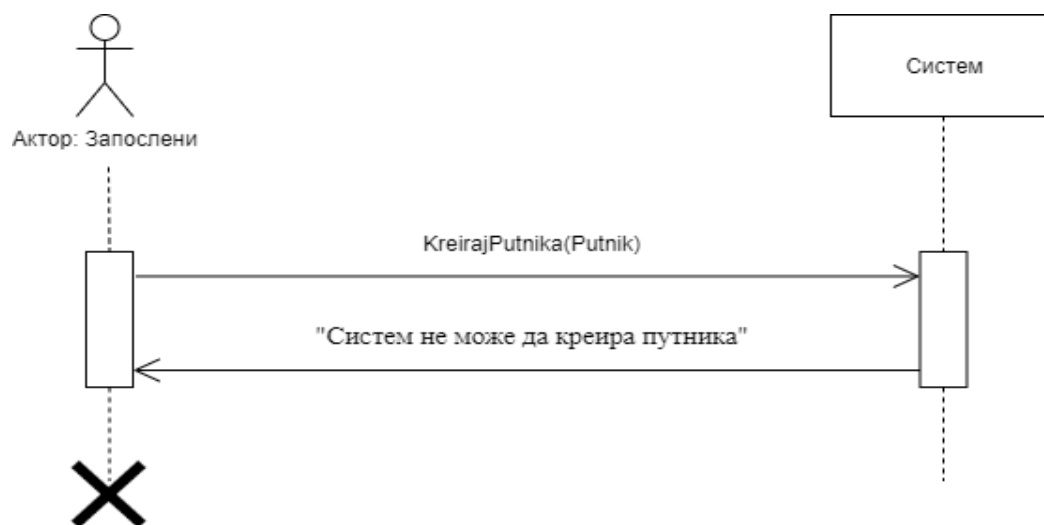 Систем
Актор: Запослени
KreirajPutnika(Putnik)
"Систем не може да креира путника"